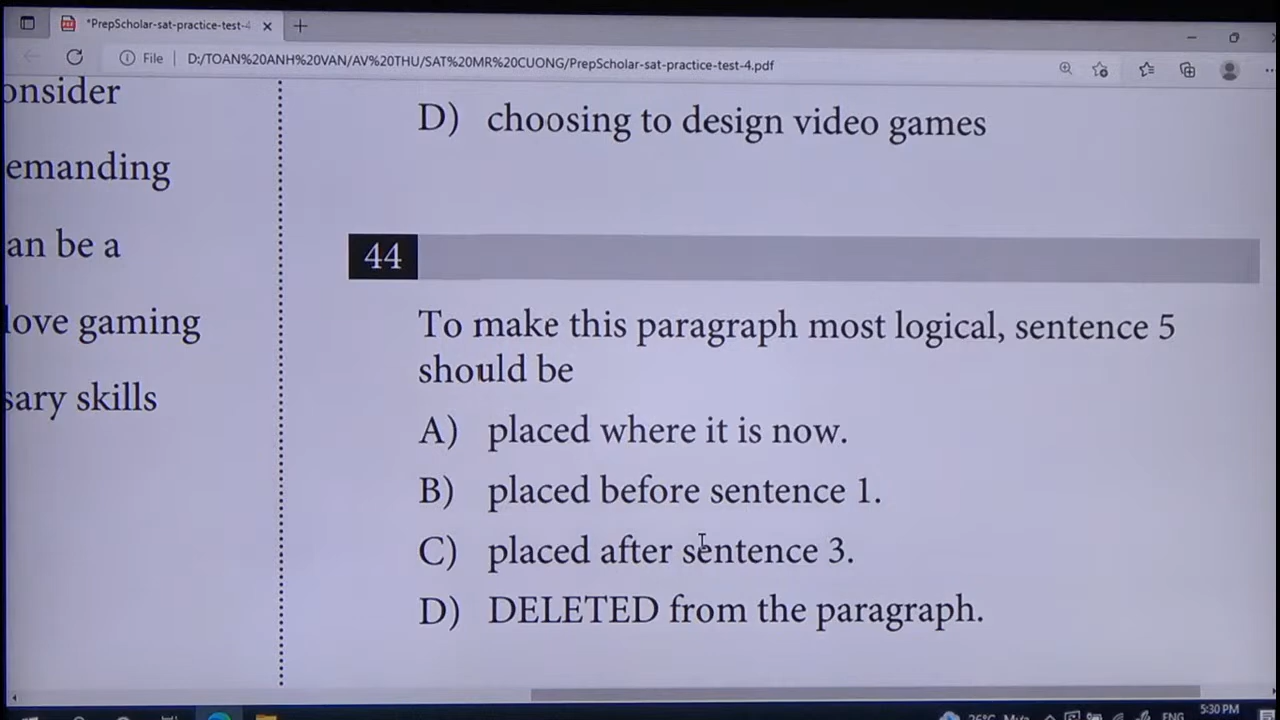 *PrepScholar-sat-practice-test-4
File
D:/TOAN%20ANH%20VAN/AV%20THU/SAT%20MR%20CUONG/PrepScholar-sat-practice-test-4.pdf
onsider
emanding
an be a
love gaming
sary skills
D) choosing to design video games
44
To make this paragraph most logical, sentence 5
should be
A) placed where it is now.
B) placed before sentence 1.
C) placed after sentence 3.
D) DELETED from the paragraph.
ENG
5:30 PM